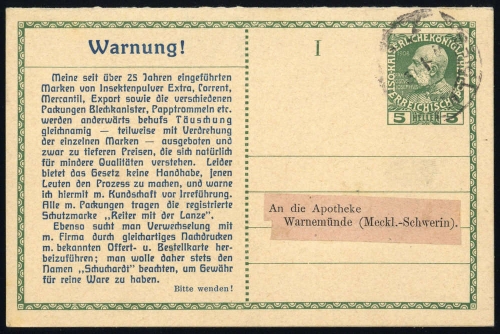 Warnung!
Meine seit über 25 Jahren eingeführten
Marken von Insektenpulver Extra, Corrent,
Mercantil, Export sowie die verschiedenen
Packungen Blechkanister, Papptrommeln etc.
werden anderwärts behufs Täuschung
gleichnamig — teilweise mit Verdrehung
der einzelnen Marken — ausgeboten und
zwar zu tieferen Preisen, die sich natürlich
für mindere Qualitäten verstehen. Leider
bietet das Gesetz keine Handhabe, jenen
Leuten den Prozess zu machen, und warne
ich hiermit m. Kundschaft vor Irreführung.
Alle m. Packungen tragen die registrierte
Schutzmarke „Reiter mit der Lanze".
Ebenso sucht man Verwechselung mit
m. Firma durch gleichartiges Nachdrucken
m. bekannten Offert- u. Bestellkarte her-
beizuführen; man wolle daher stets den
Namen „Schuchardt" beachten, um Gewähr
für reine Ware zu haben.
Bitte wenden!
I
KAISERL. KÖNIGL.
ÖSTERREICHISCHE
5 HELLER 5
An die Apotheke
Warnemünde (Meckl.-Schwerin).